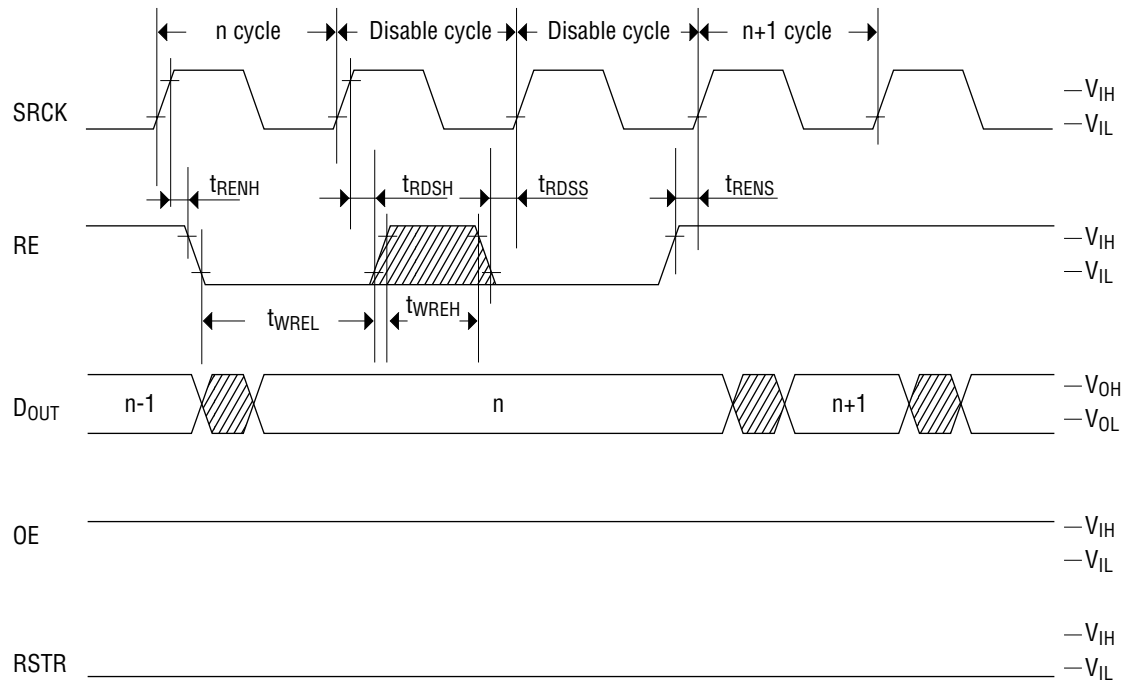 n cycle Disable cycle Disable cycle n+1 cycle
SRCK
VIH
VIL
tRENH tRDSH tRDSS tRENS
RE
VIH
VIL
tWREL tWREH
DOUT n-1 n n+1
VOH
VOL
OE
VIH
VIL
RSTR
VIH
VIL